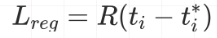 L_{reg} = R(t_i - t_i^*)